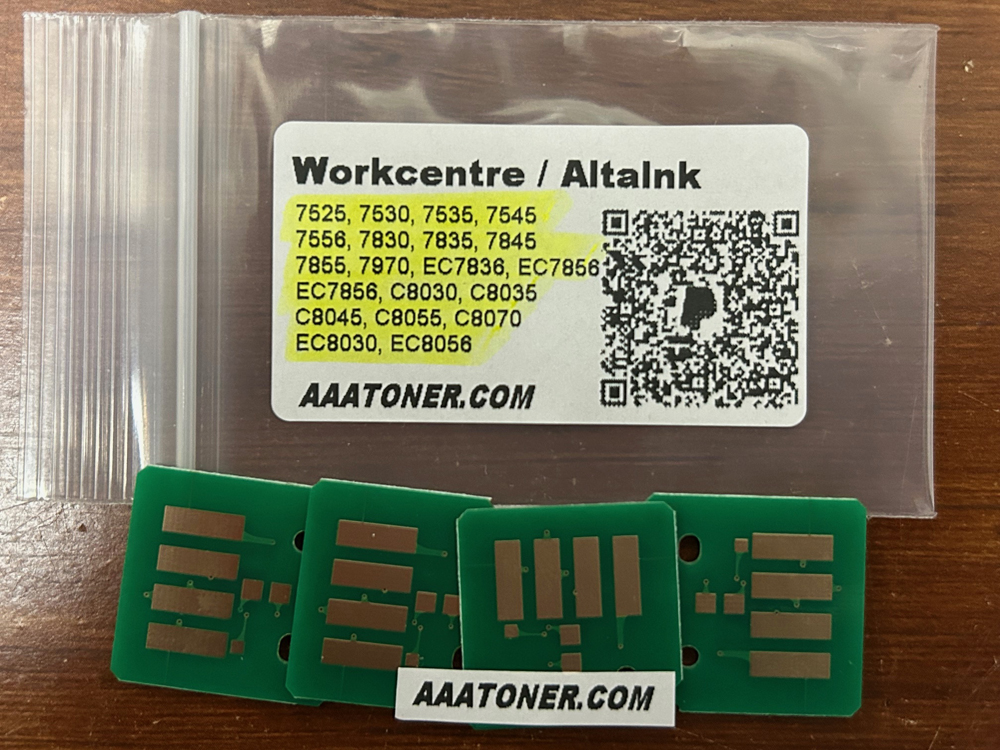 Workcentre / AltaInk
7525, 7530, 7535, 7545
7556, 7830, 7835, 7845
7855, 7970, EC7836, EC7856
EC7856, C8030, C8035
C8045, C8055, C8070
EC8030, EC8056
AAATONER.COM
AAATONER.COM